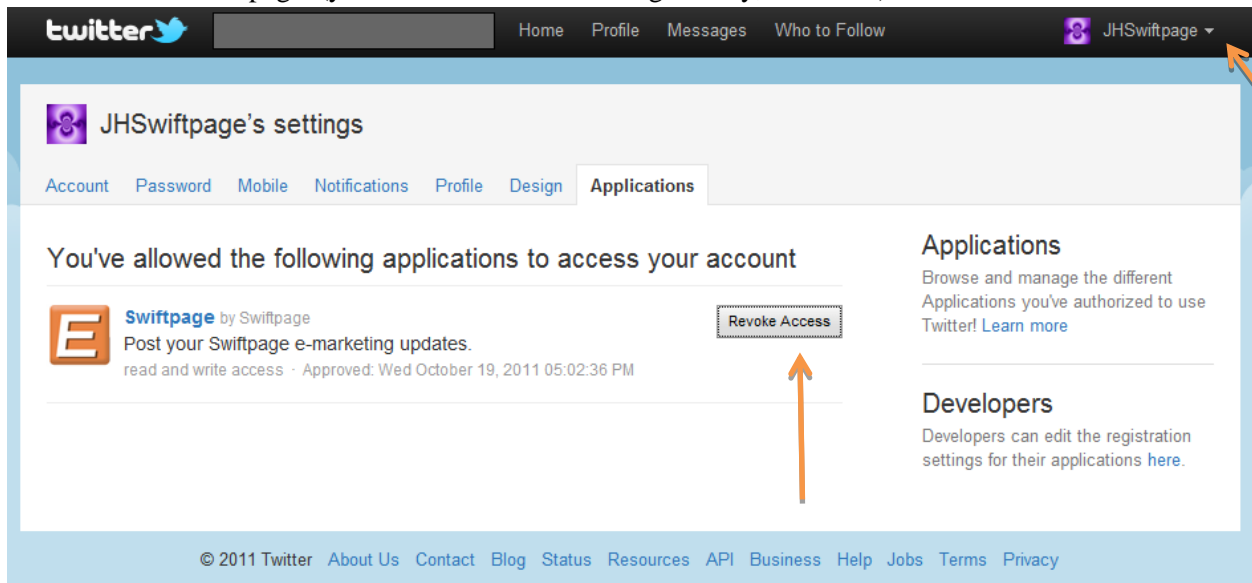 twitter Home Profile Messages Who to Follow JHSwiftpage
JHSwiftpage's settings
Account Password Mobile Notifications Profile Design Applications
You've allowed the following applications to access your account
Swiftpage by Swiftpage
Post your Swiftpage e-marketing updates.
read and write access · Approved: Wed October 19, 2011 05:02:36 PM
Revoke Access
Applications
Browse and manage the different
Applications you've authorized to use
Twitter! Learn more
Developers
Developers can edit the registration
settings for their applications here.
© 2011 Twitter About Us Contact Blog Status Resources API Business Help Jobs Terms Privacy